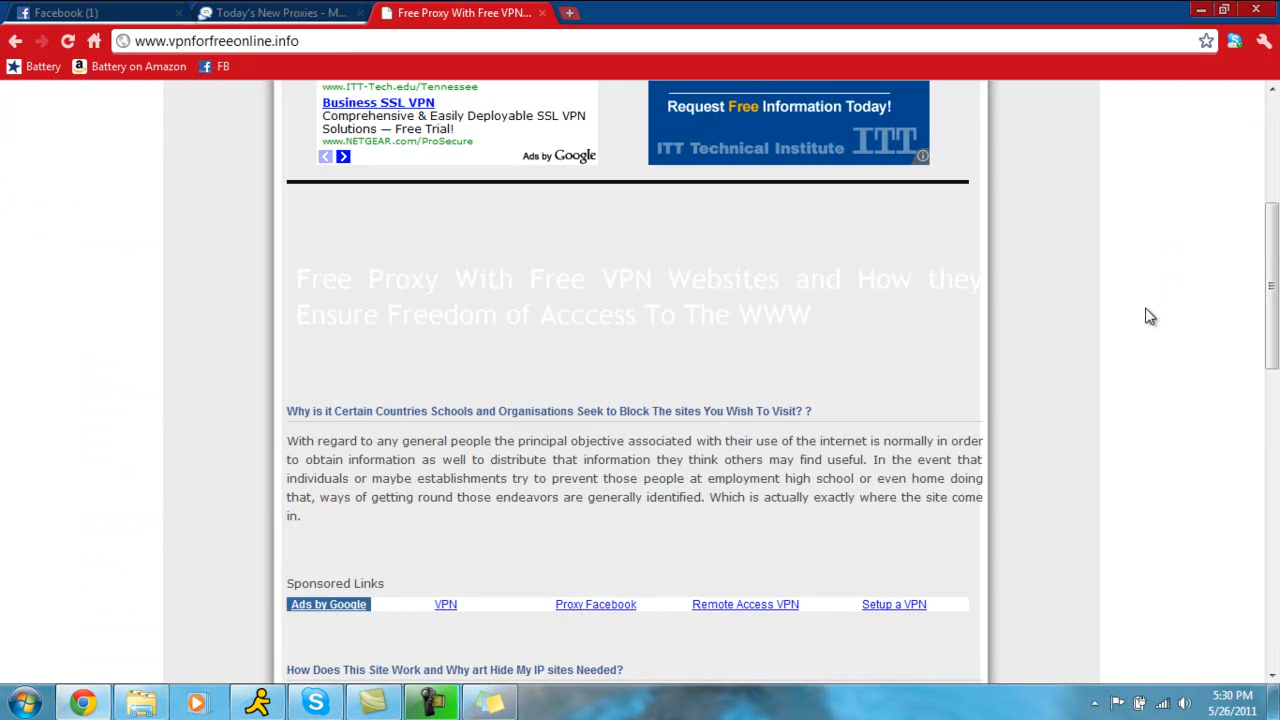 Facebook (1)
Today's New Proxies - M...
Free Proxy With Free VPN...
www.vpnforfreeonline.info
Battery
Battery on Amazon
FB
www.ITT-Tech.edu/Tennessee
Business SSL VPN
Comprehensive & Easily Deployable SSL VPN
Solutions — Free Trial!
www.NETGEAR.com/ProSecure
Ads by Google
Request Free Information Today!
ITT Technical Institute ITT
Free Proxy With Free VPN Websites and How they
Ensure Freedom of Acccess To The WWW
Why is it Certain Countries Schools and Organisations Seek to Block The sites You Wish To Visit? ?
With regard to any general people the principal objective associated with their use of the internet is normally in order
to obtain information as well to distribute that information they think others may find useful. In the event that
individuals or maybe establishments try to prevent those people at employment high school or even home doing
that, ways of getting round those endeavors are generally identified. Which is actually exactly where the site come
in.
Sponsored Links
Ads by Google VPN Proxy Facebook Remote Access VPN Setup a VPN
How Does This Site Work and Why art Hide My IP sites Needed?
5:30 PM
5/26/2011